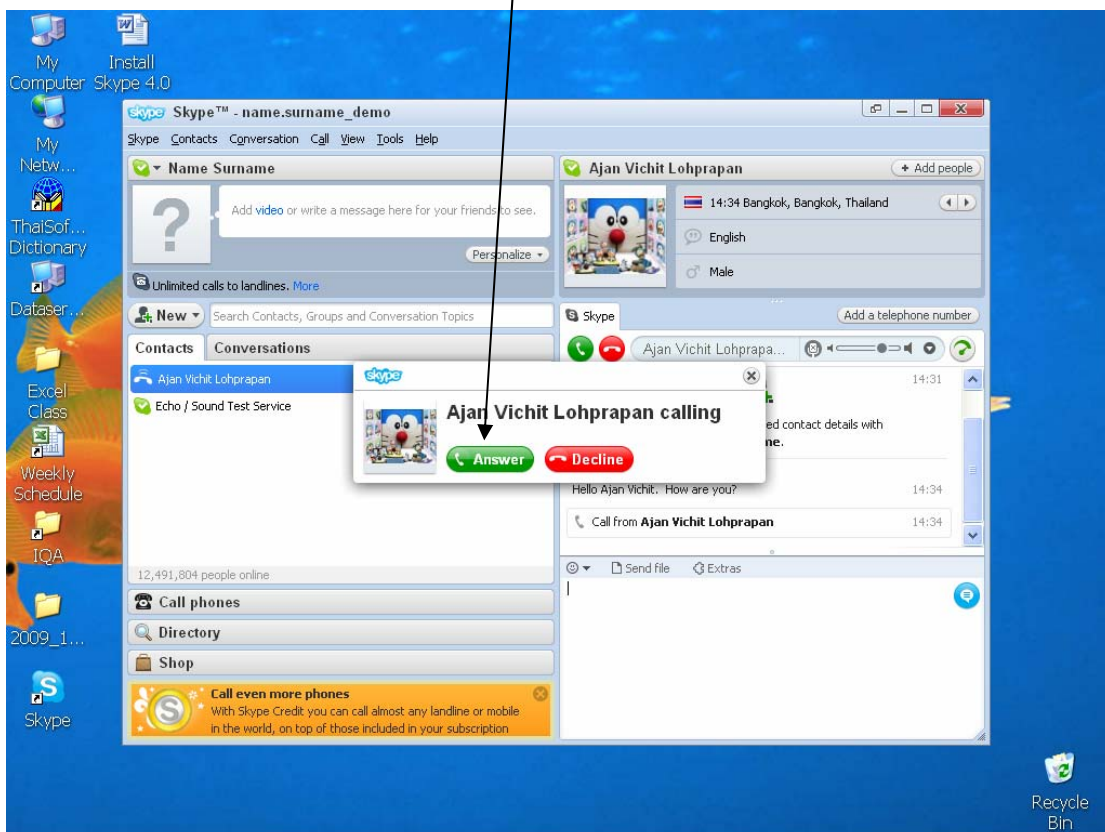 My
Computer
Install
Skype 4.0
My
Netw...
ThaiSof...
Dictionary
Dataser...
Excel
Class
Weekly
Schedule
IQA
2009_1...
Skype
Recycle
Bin
skype Skype™ - name.surname_demo
Skype Contacts Conversation Call View Tools Help
Name Surname
Add video or write a message here for your friends to see.
Personalize
Unlimited calls to landlines. More
New Search Contacts, Groups and Conversation Topics
Contacts Conversations
Ajan Vichit Lohprapan
Echo / Sound Test Service
12,491,804 people online
Call phones
Directory
Shop
Call even more phones
With Skype Credit you can call almost any landline or mobile
in the world, on top of those included in your subscription
skype
Ajan Vichit Lohprapan calling
Answer Decline
Ajan Vichit Lohprapan + Add people
14:34 Bangkok, Bangkok, Thailand
English
Male
Skype Add a telephone number
Ajan Vichit Lohprapa...
14:31
contact details with
Hello Ajan Vichit. How are you? 14:34
Call from Ajan Vichit Lohprapan 14:34
Send file Extras